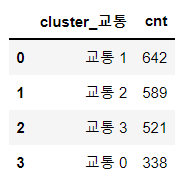 cluster_교통 cnt
0 교통 1 642
1 교통 2 589
2 교통 3 521
3 교통 0 338